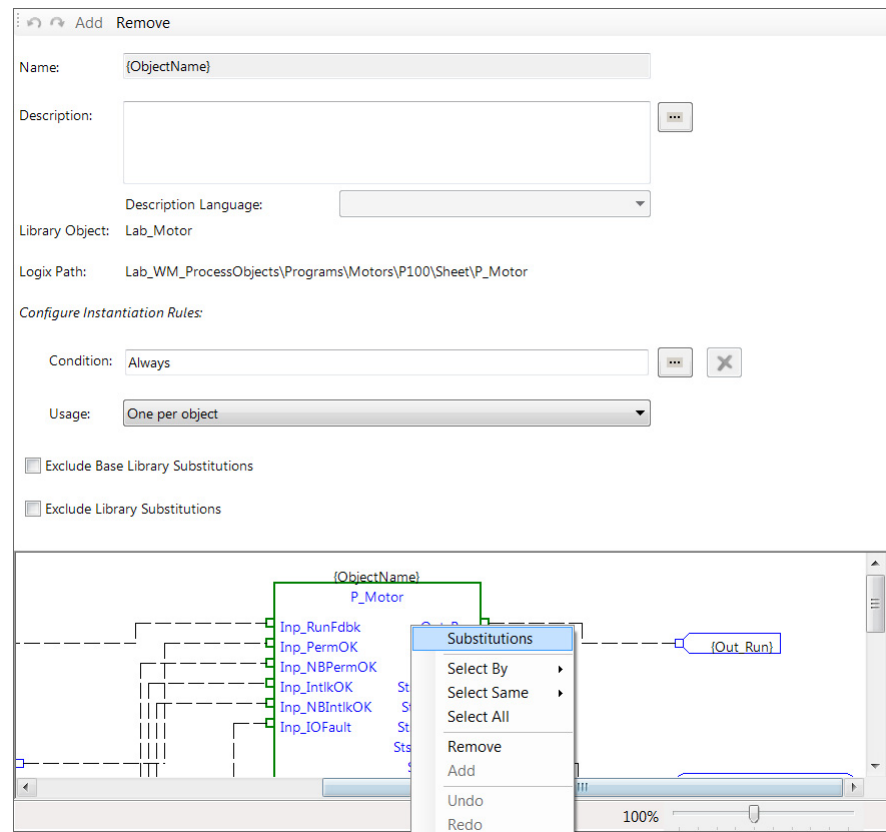 Add Remove
Name: {ObjectName}
Description:
...
Description Language:
Library Object: Lab_Motor
Logix Path: Lab_WM_ProcessObjects\Programs\Motors\P100\Sheet\P_Motor
Configure Instantiation Rules:
Condition: Always ...
Usage: One per object
Exclude Base Library Substitutions
Exclude Library Substitutions
{ObjectName}
P_Motor
Inp_RunFdbk
Inp_PermOK
Inp_NBPermOK
Inp_IntlkOK
Inp_NBIntlkOK
Inp_IOFault
Substitutions
Select By
Select Same
Select All
Remove
Add
Undo
Redo
{Out_Run}
100%